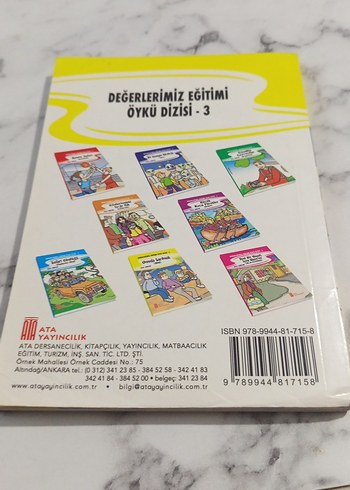 DEĞERLERİMİZ EĞİTİMİ
ÖYKÜ DİZİSİ - 3
ISBN 978-9944-81-715-8
ATA
ATA
YAYINCILIK
ATA DERSANECİLİK, KİTAPÇILIK, YAYINCILIK, MATBAACILIK
EĞİTİM, TURİZM, İNŞ. SAN. TİC. LTD. ŞTİ.
Örnek Mahallesi Örnek Caddesi No.: 75
Altındağ/ANKARA tel.: (0 312) 341 23 85 - 384 52 58 - 342 41 83
342 41 84 - 384 52 00 • belgeç: 341 23 84
www.atayayincilik.com • bilgi@atayayincilik.com
9 789944 817158